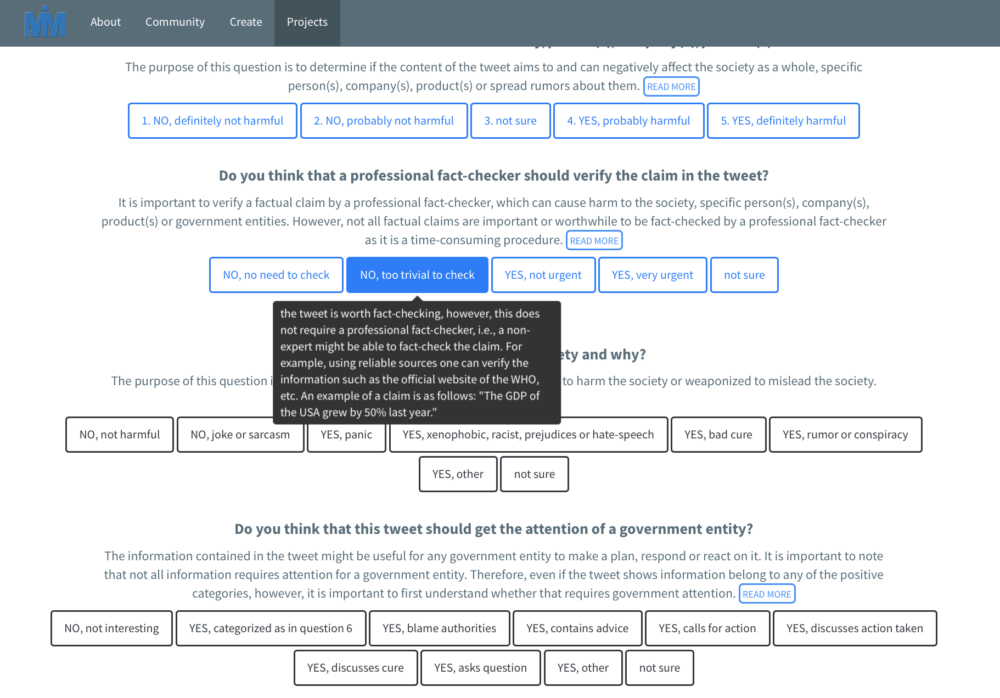 About Community Create Projects
The purpose of this question is to determine if the content of the tweet aims to and can negatively affect the society as a whole, specific
person(s), company(s), product(s) or spread rumors about them. READ MORE
1. NO, definitely not harmful 2. NO, probably not harmful 3. not sure 4. YES, probably harmful 5. YES, definitely harmful
Do you think that a professional fact-checker should verify the claim in the tweet?
It is important to verify a factual claim by a professional fact-checker, which can cause harm to the society, specific person(s), company(s),
product(s) or government entities. However, not all factual claims are important or worthwhile to be fact-checked by a professional fact-checker
as it is a time-consuming procedure. READ MORE
NO, no need to check NO, too trivial to check YES, not urgent YES, very urgent not sure
the tweet is worth fact-checking, however, this does
not require a professional fact-checker, i.e., a non-
expert might be able to fact-check the claim. For
example, using reliable sources one can verify the
information such as the official website of the WHO,
etc. An example of a claim is as follows: "The GDP of
the USA grew by 50% last year."
and why?
The purpose of this question to harm the society or weaponized to mislead the society.
NO, not harmful NO, joke or sarcasm YES, panic YES, xenophobic, racist, prejudices or hate-speech YES, bad cure YES, rumor or conspiracy
YES, other not sure
Do you think that this tweet should get the attention of a government entity?
The information contained in the tweet might be useful for any government entity to make a plan, respond or react on it. It is important to note
that not all information requires attention for a government entity. Therefore, even if the tweet shows information belong to any of the positive
categories, however, it is important to first understand whether that requires government attention. READ MORE
NO, not interesting YES, categorized as in question 6 YES, blame authorities YES, contains advice YES, calls for action YES, discusses action taken
YES, discusses cure YES, asks question YES, other not sure